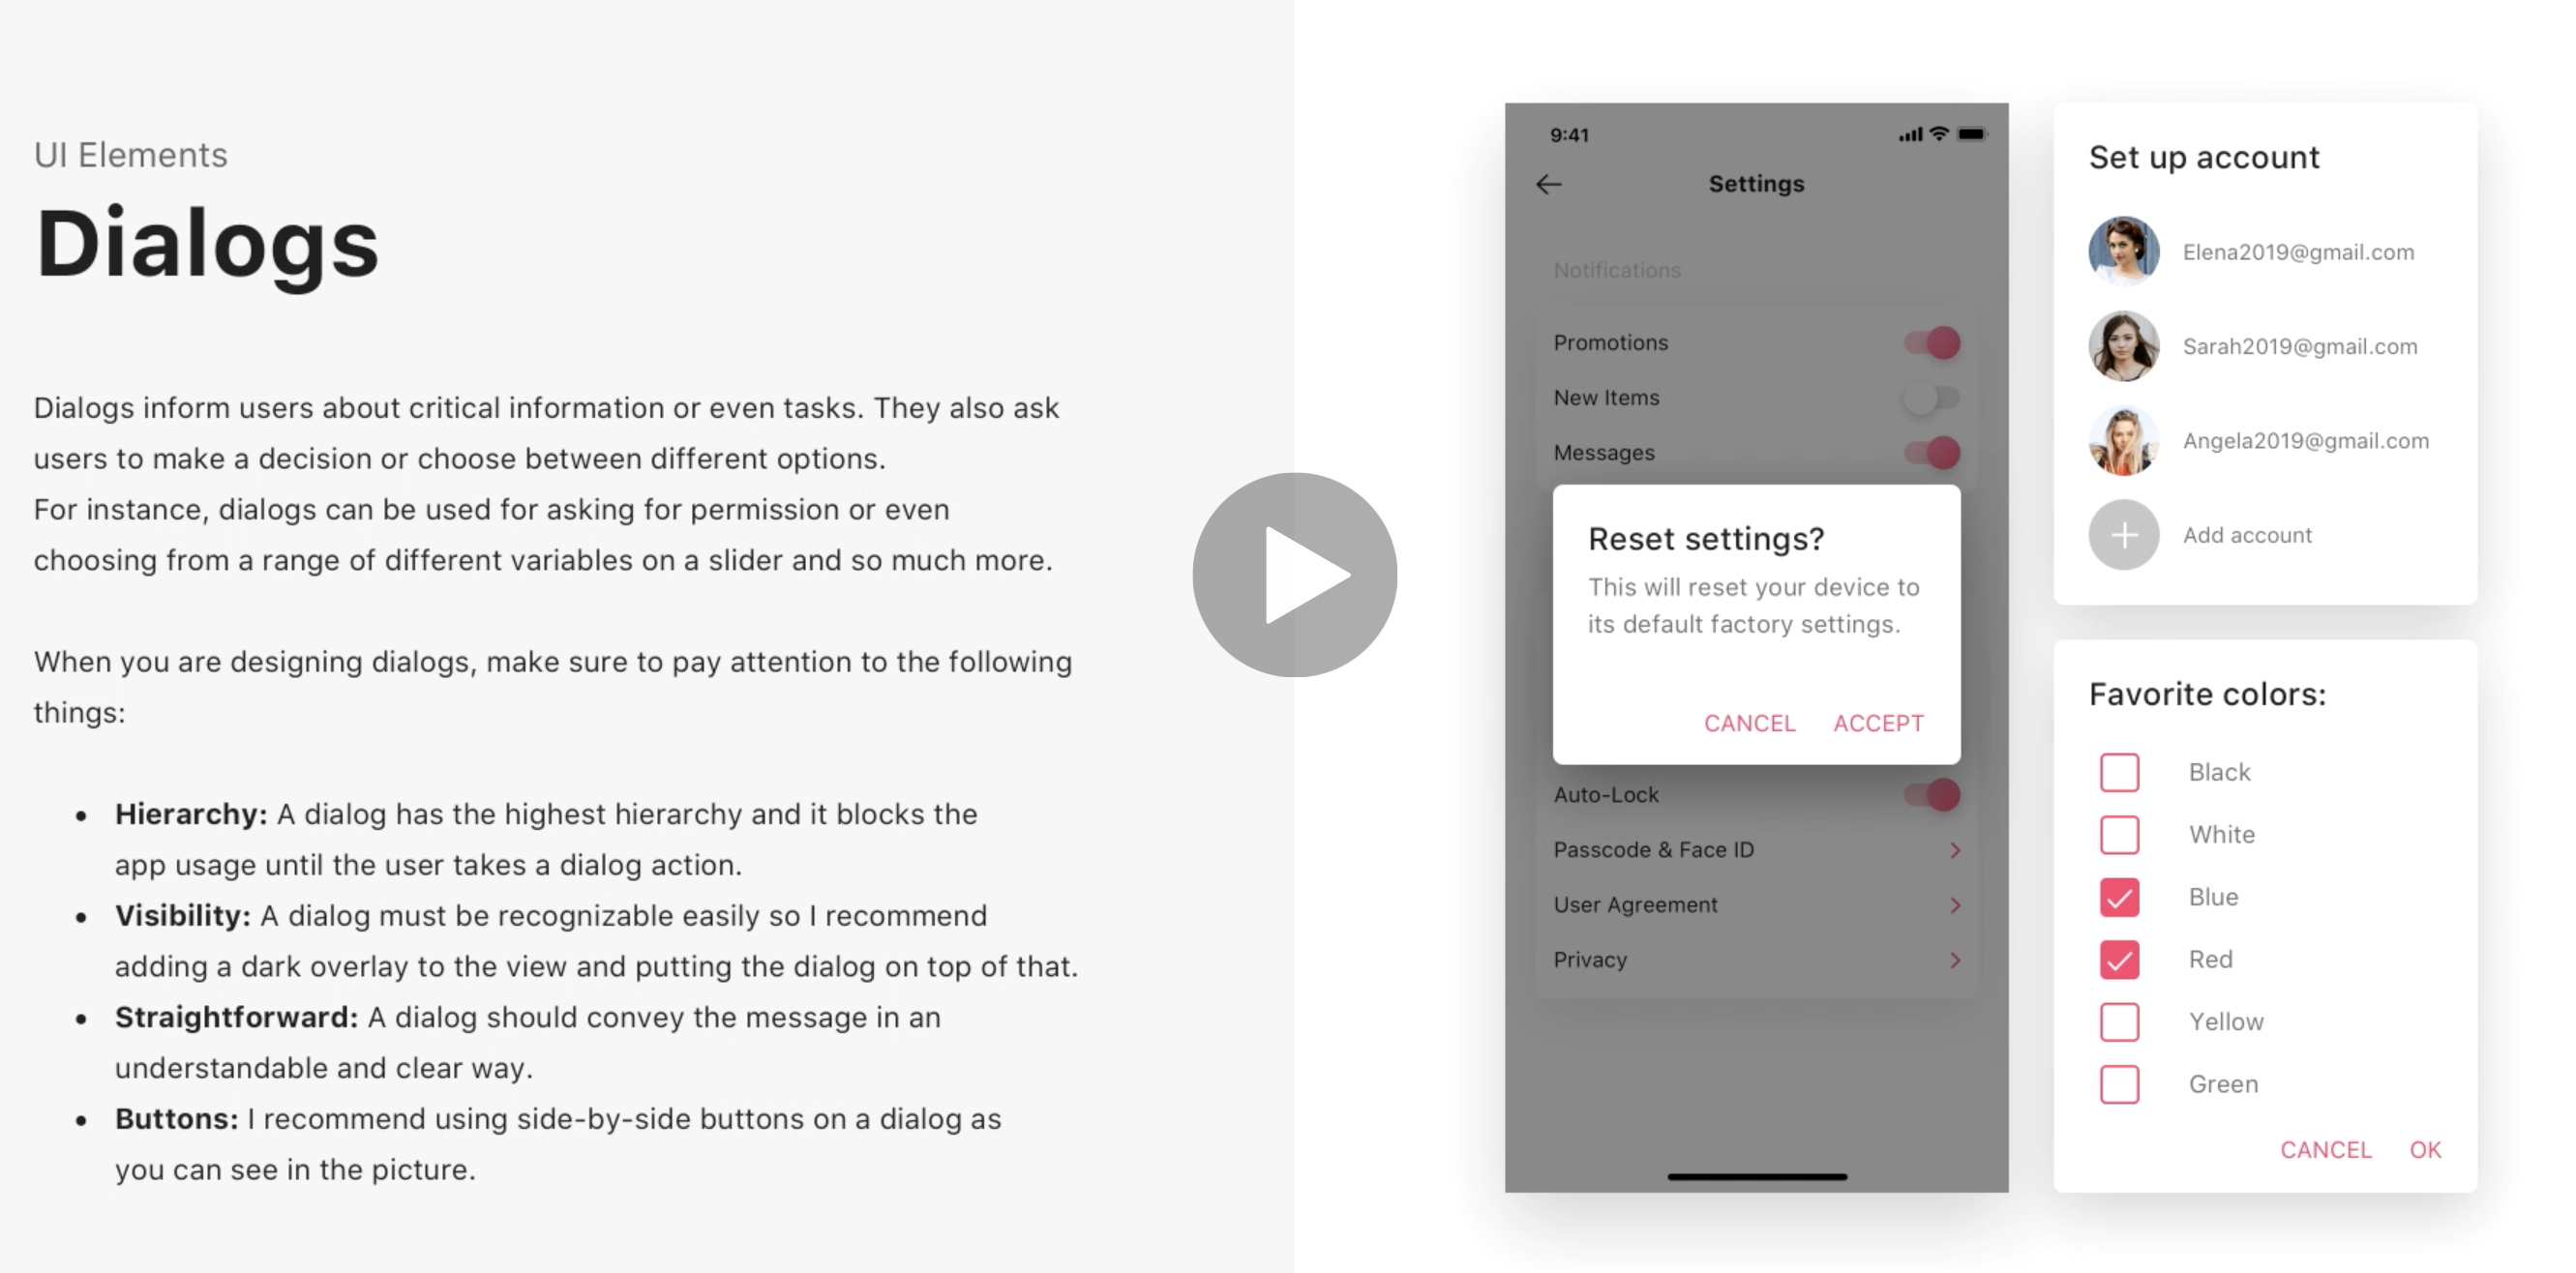 UI Elements
Dialogs
Dialogs inform users about critical information or even tasks. They also ask
users to make a decision or choose between different options.
For instance, dialogs can be used for asking for permission or even
choosing from a range of different variables on a slider and so much more.
When you are designing dialogs, make sure to pay attention to the following
things:
• Hierarchy: A dialog has the highest hierarchy and it blocks the
app usage until the user takes a dialog action.
• Visibility: A dialog must be recognizable easily so I recommend
adding a dark overlay to the view and putting the dialog on top of that.
• Straightforward: A dialog should convey the message in an
understandable and clear way.
• Buttons: I recommend using side-by-side buttons on a dialog as
you can see in the picture.
9:41
Settings
Notifications
Promotions
New Items
Messages
Reset settings?
This will reset your device to
its default factory settings.
CANCEL ACCEPT
Auto-Lock
Passcode & Face ID
User Agreement
Privacy
Set up account
Elena2019@gmail.com
Sarah2019@gmail.com
Angela2019@gmail.com
Add account
Favorite colors:
Black
White
Blue
Red
Yellow
Green
CANCEL OK